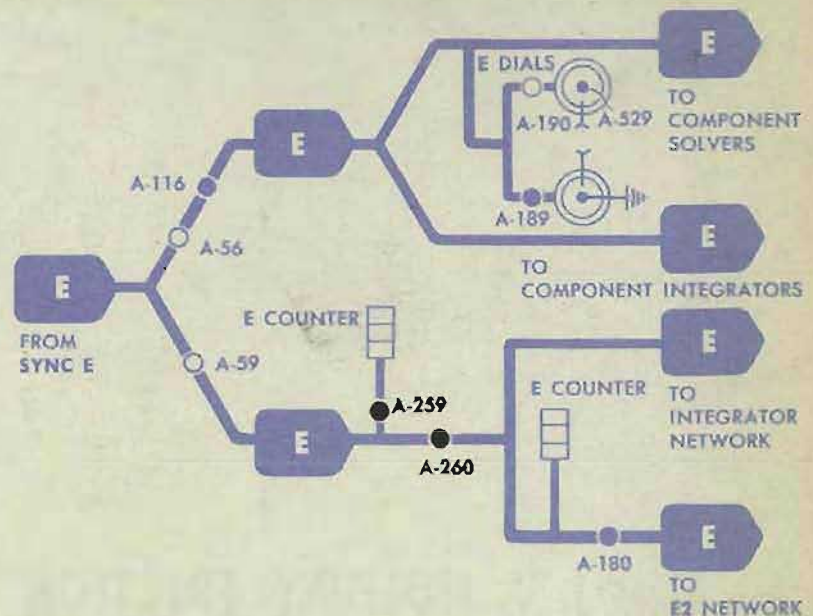 E
E DIALS
A-190
A-529
TO
COMPONENT
SOLVERS
E
A-116
A-189
A-56
E
TO
COMPONENT INTEGRATORS
E
FROM
SYNC E
E COUNTER
A-59
E
TO
INTEGRATOR
NETWORK
E COUNTER
A-259
E
A-260
E
A-180
TO
E2 NETWORK